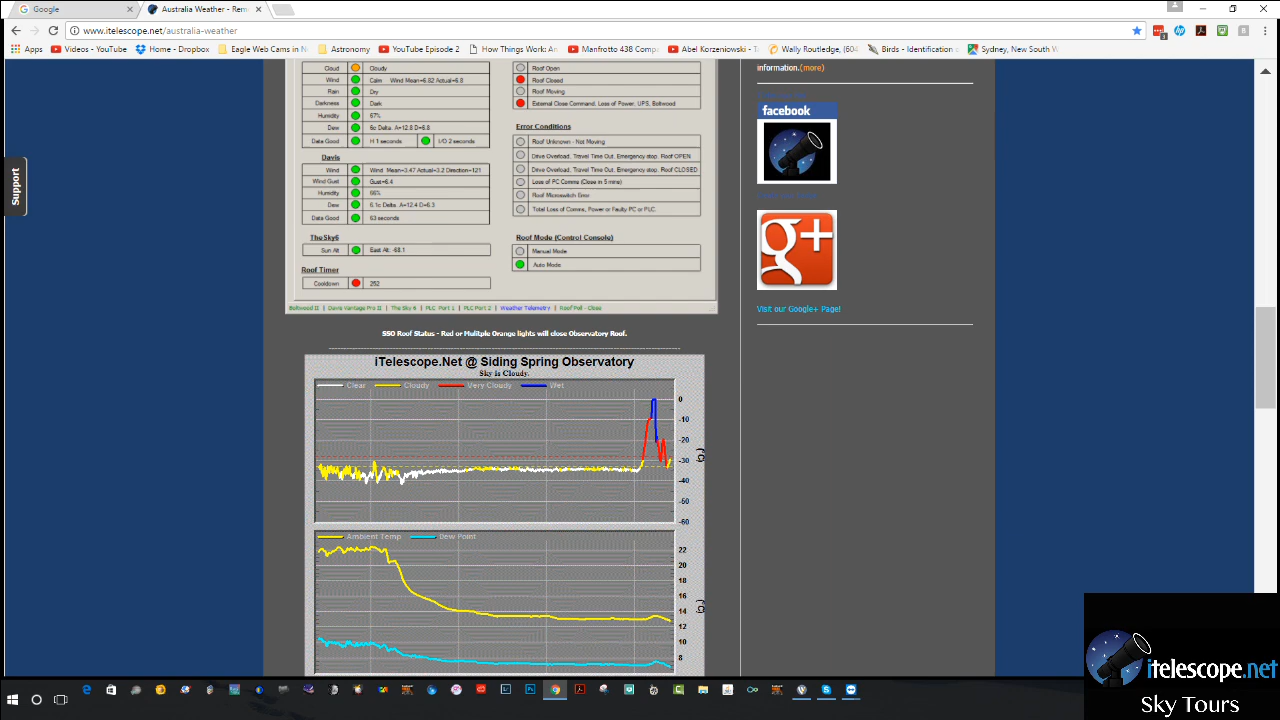 Google
Australia Weather - Rem
www.itelescope.net/australia-weather
Apps
Videos - YouTube
Home - Dropbox
Eagle Web Cams in N
Astronomy
YouTube Episode 2
How Things Work: An
Manfrotto 438 Comp
Abel Korzeniowski - T
Wally Routledge, (604
Birds - Identification o
Sydney, New South W
Support
Cloud Cloudy
Wind Calm Wind Mean=6.82 Actual=6.8
Rain Dry
Darkness Dark
Humidity 67%
Dew 6c Delta. A=12.8 D=6.8
Data Good H 1 seconds I/O 2 seconds
Davis
Wind Wind Mean=3.47 Actual=3.2 Direction=121
Wind Gust Gust=6.4
Humidity 66%
Dew 6.1c Delta. A=12.4 D=6.3
Data Good 63 seconds
TheSky6
Sun Alt East Alt: -58.1
Roof Timer
Cooldown 252
Roof Open
Roof Closed
Roof Moving
External Close Command, Loss of Power, UPS, Boltwood
Error Conditions
Roof Unknown - Not Moving
Drive Overload, Travel Time Out, Emergency stop. Roof OPEN
Drive Overload, Travel Time Out, Emergency stop. Roof CLOSED
Loss of PC Comms (Close in 5 mins)
Roof Microswitch Error
Total Loss of Comms, Power or Faulty PC or PLC.
Roof Mode (Control Console)
Manual Mode
Auto Mode
Boltwood II | Davis Vantage Pro II | The Sky 6 | PLC Port 1 | PLC Port 2 | Weather Telemetry | Roof Poll - Close
SSO Roof Status - Red or Mulitple Orange lights will close Observatory Roof.
iTelescope.Net @ Siding Spring Observatory
Sky is Cloudy.
Clear Cloudy Very Cloudy Wet
0
-10
-20
-30
-40
-50
-60
(°C)
Ambient Temp Dew Point
22
20
18
16
14
12
10
8
(°C)
information.(more)
facebook
g+
Visit our Google+ Page!
itelescope.net
Sky Tours